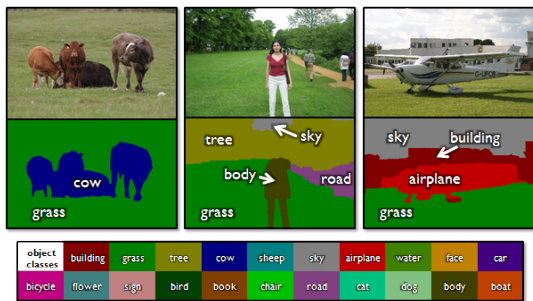 cow
grass
tree
sky
body
road
grass
sky
building
airplane
grass
object classes
building
grass
tree
cow
sheep
sky
airplane
water
face
car
bicycle
flower
sign
bird
book
chair
road
cat
dog
body
boat